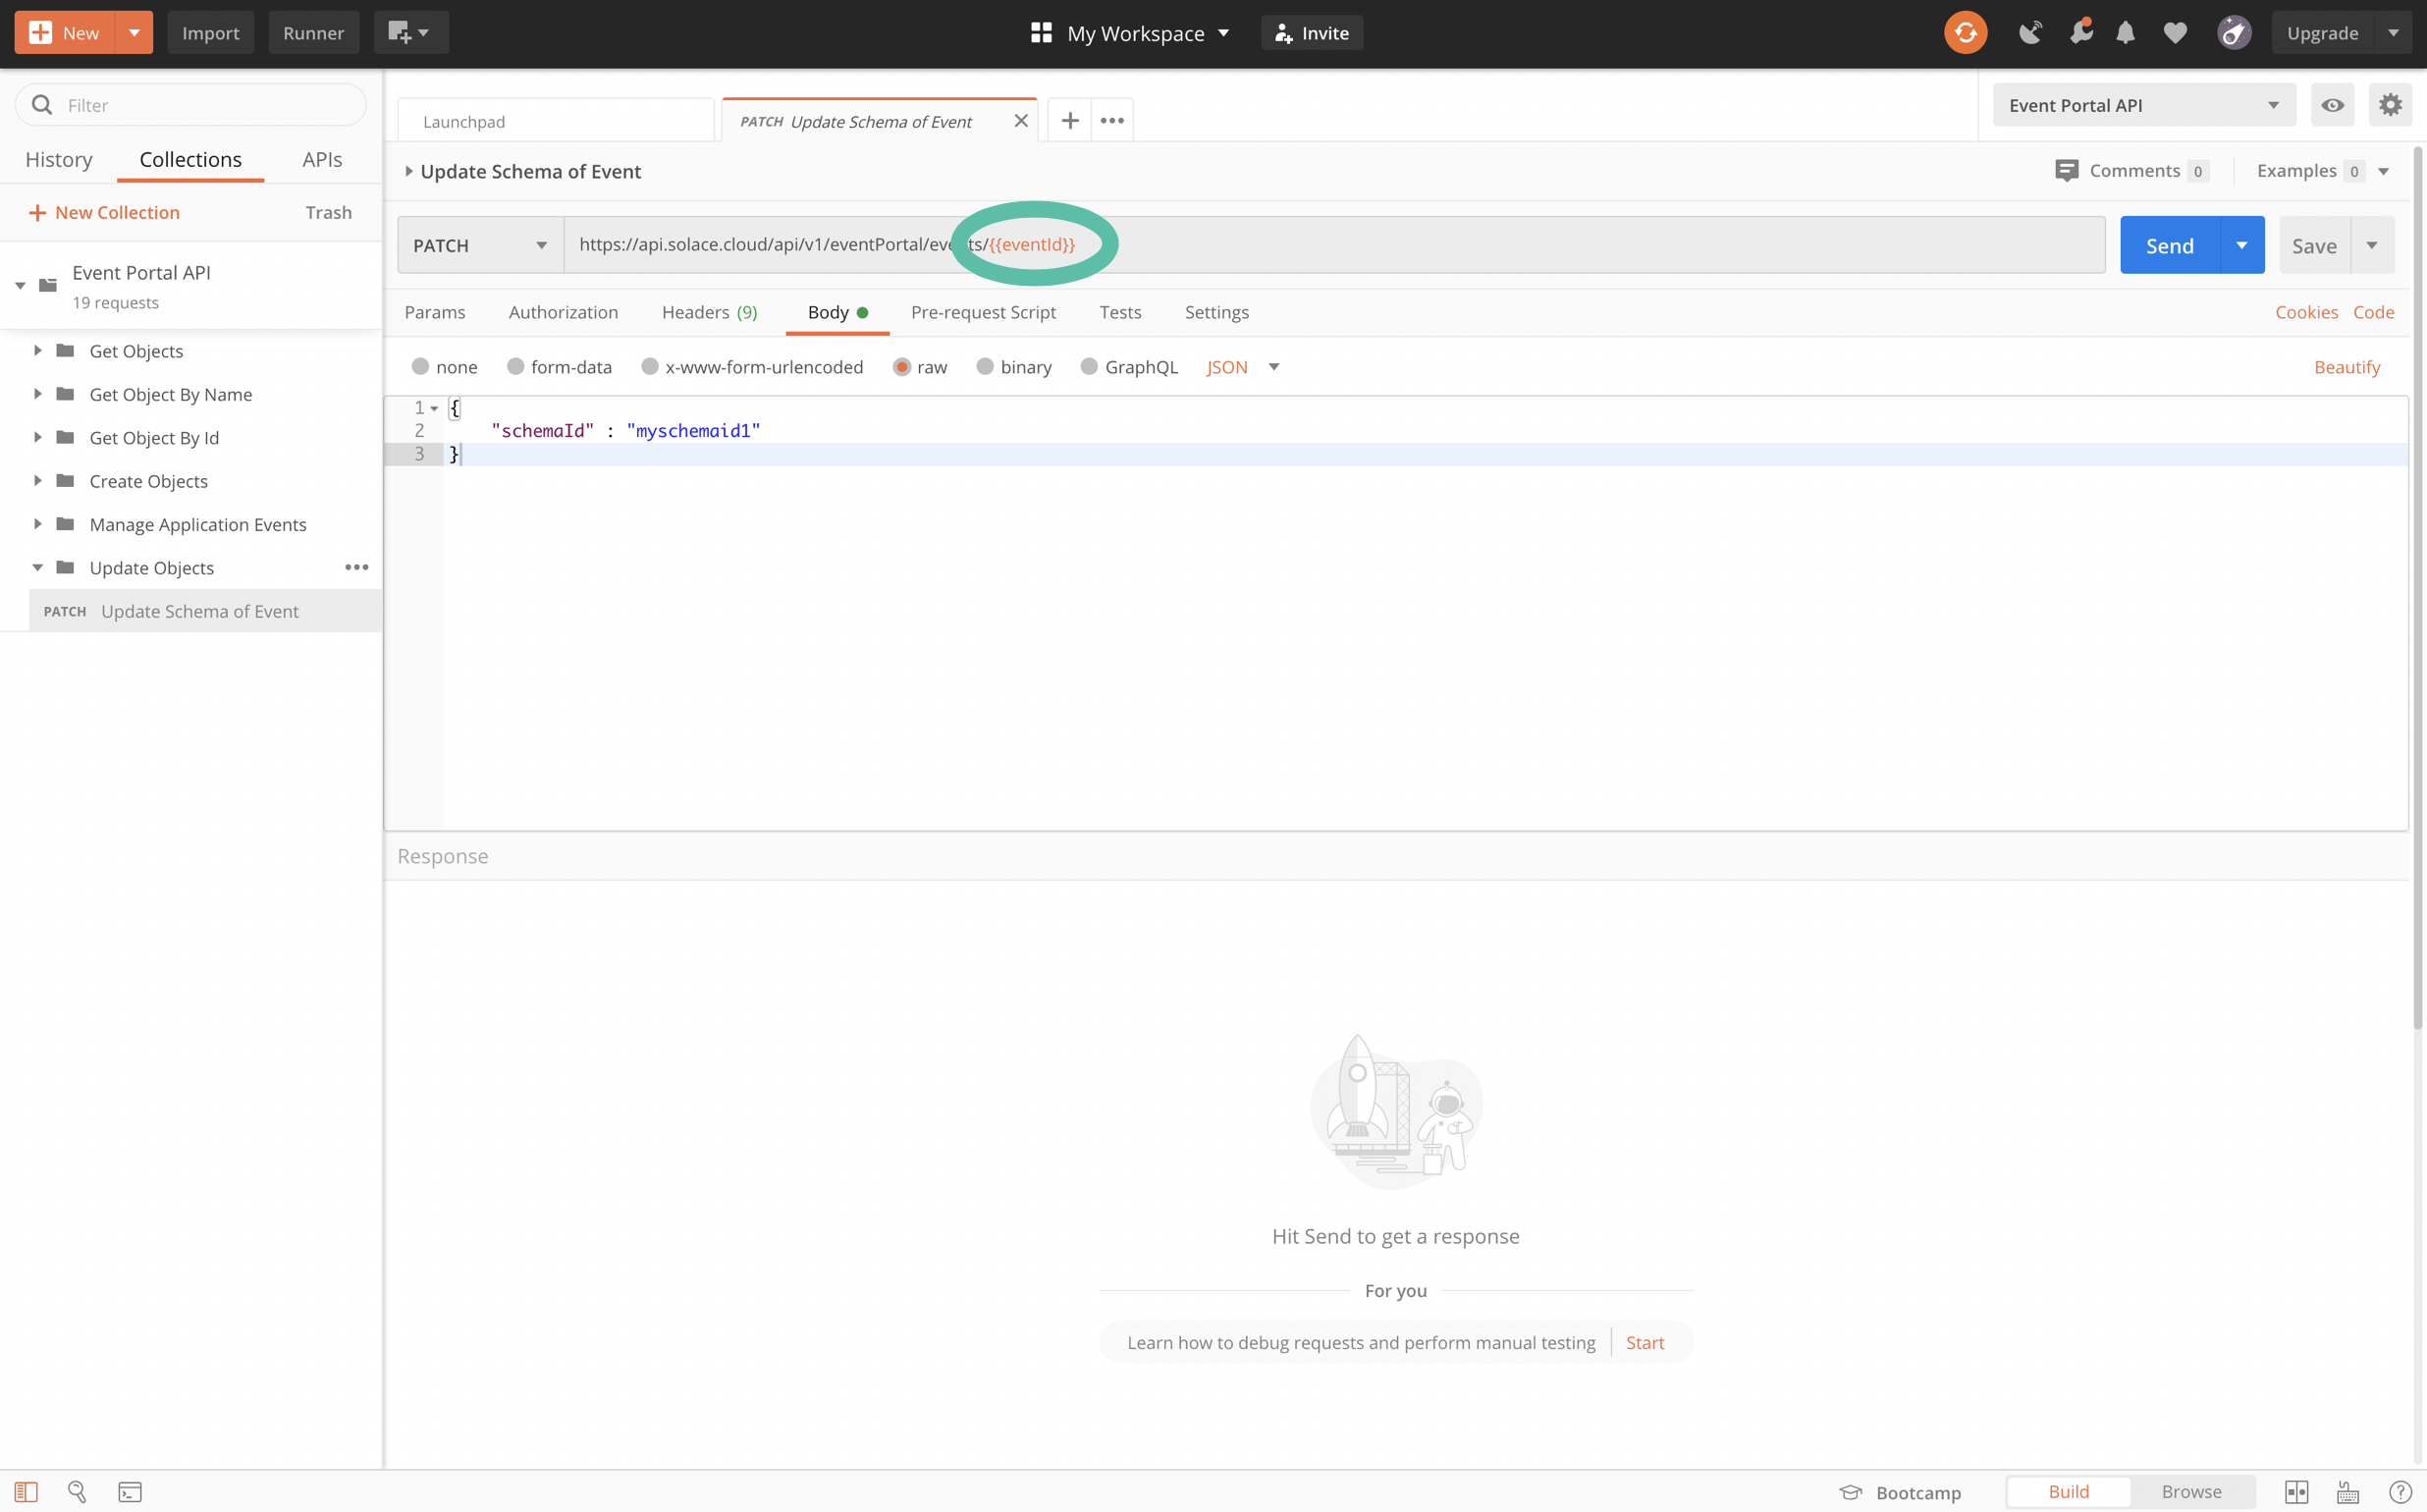 New
Import
Runner
My Workspace
Invite
Upgrade
Filter
History
Collections
APIs
New Collection
Trash
Event Portal API
19 requests
Get Objects
Get Object By Name
Get Object By Id
Create Objects
Manage Application Events
Update Objects
PATCH Update Schema of Event
Launchpad
PATCH Update Schema of Event
Event Portal API
Update Schema of Event
Comments 0
Examples 0
PATCH
https://api.solace.cloud/api/v1/eventPortal/events/{{eventId}}
Send
Save
Params
Authorization
Headers (9)
Body
Pre-request Script
Tests
Settings
Cookies
Code
none
form-data
x-www-form-urlencoded
raw
binary
GraphQL
JSON
Beautify
1 {
2 "schemaId" : "myschemaid1"
3 }
Response
Hit Send to get a response
For you
Learn how to debug requests and perform manual testing
Start
Bootcamp
Build
Browse